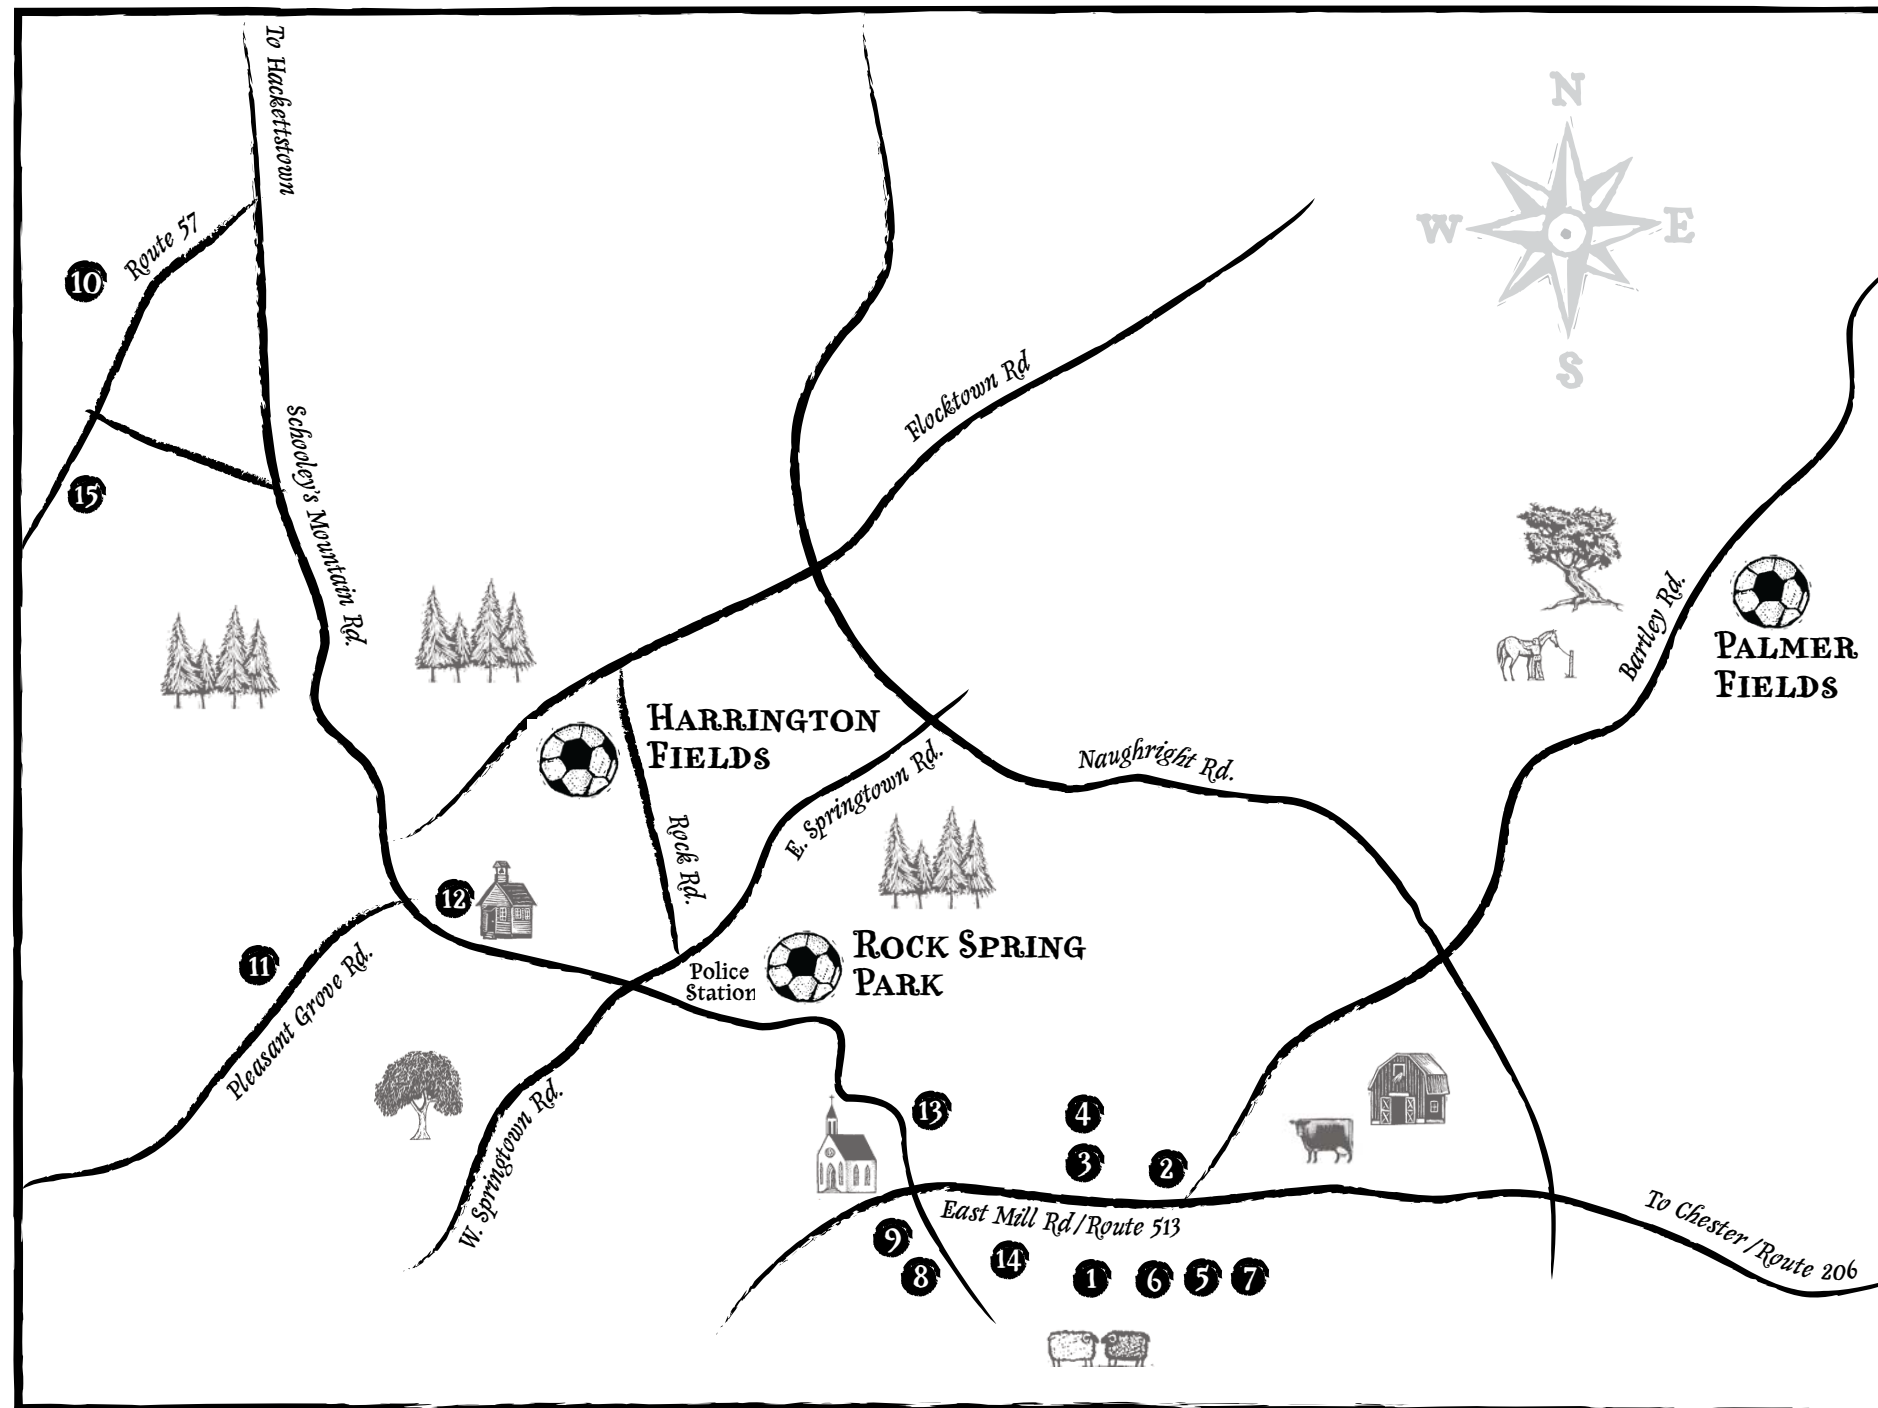 To Hackettstown
N
W
E
S
Route 57
10
Flocktown Rd
Schooley's Mountain Rd.
15
Bartley Rd.
PALMER
FIELDS
HARRINGTON
FIELDS
Naughright Rd.
E. Springtown Rd.
Rock Rd.
12
11
ROCK SPRING
PARK
Police
Station
Pleasant Grove Rd.
W. Springtown Rd.
13
4
3
2
East Mill Rd/Route 513
To Chester/Route 206
9
8
14
1
6
5
7